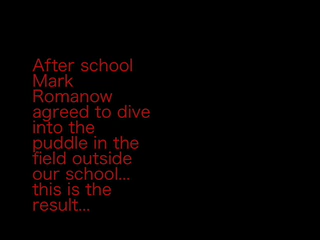 After school
Mark
Romanow
agreed to dive
into the
puddle in the
field outside
our school...
this is the
result...